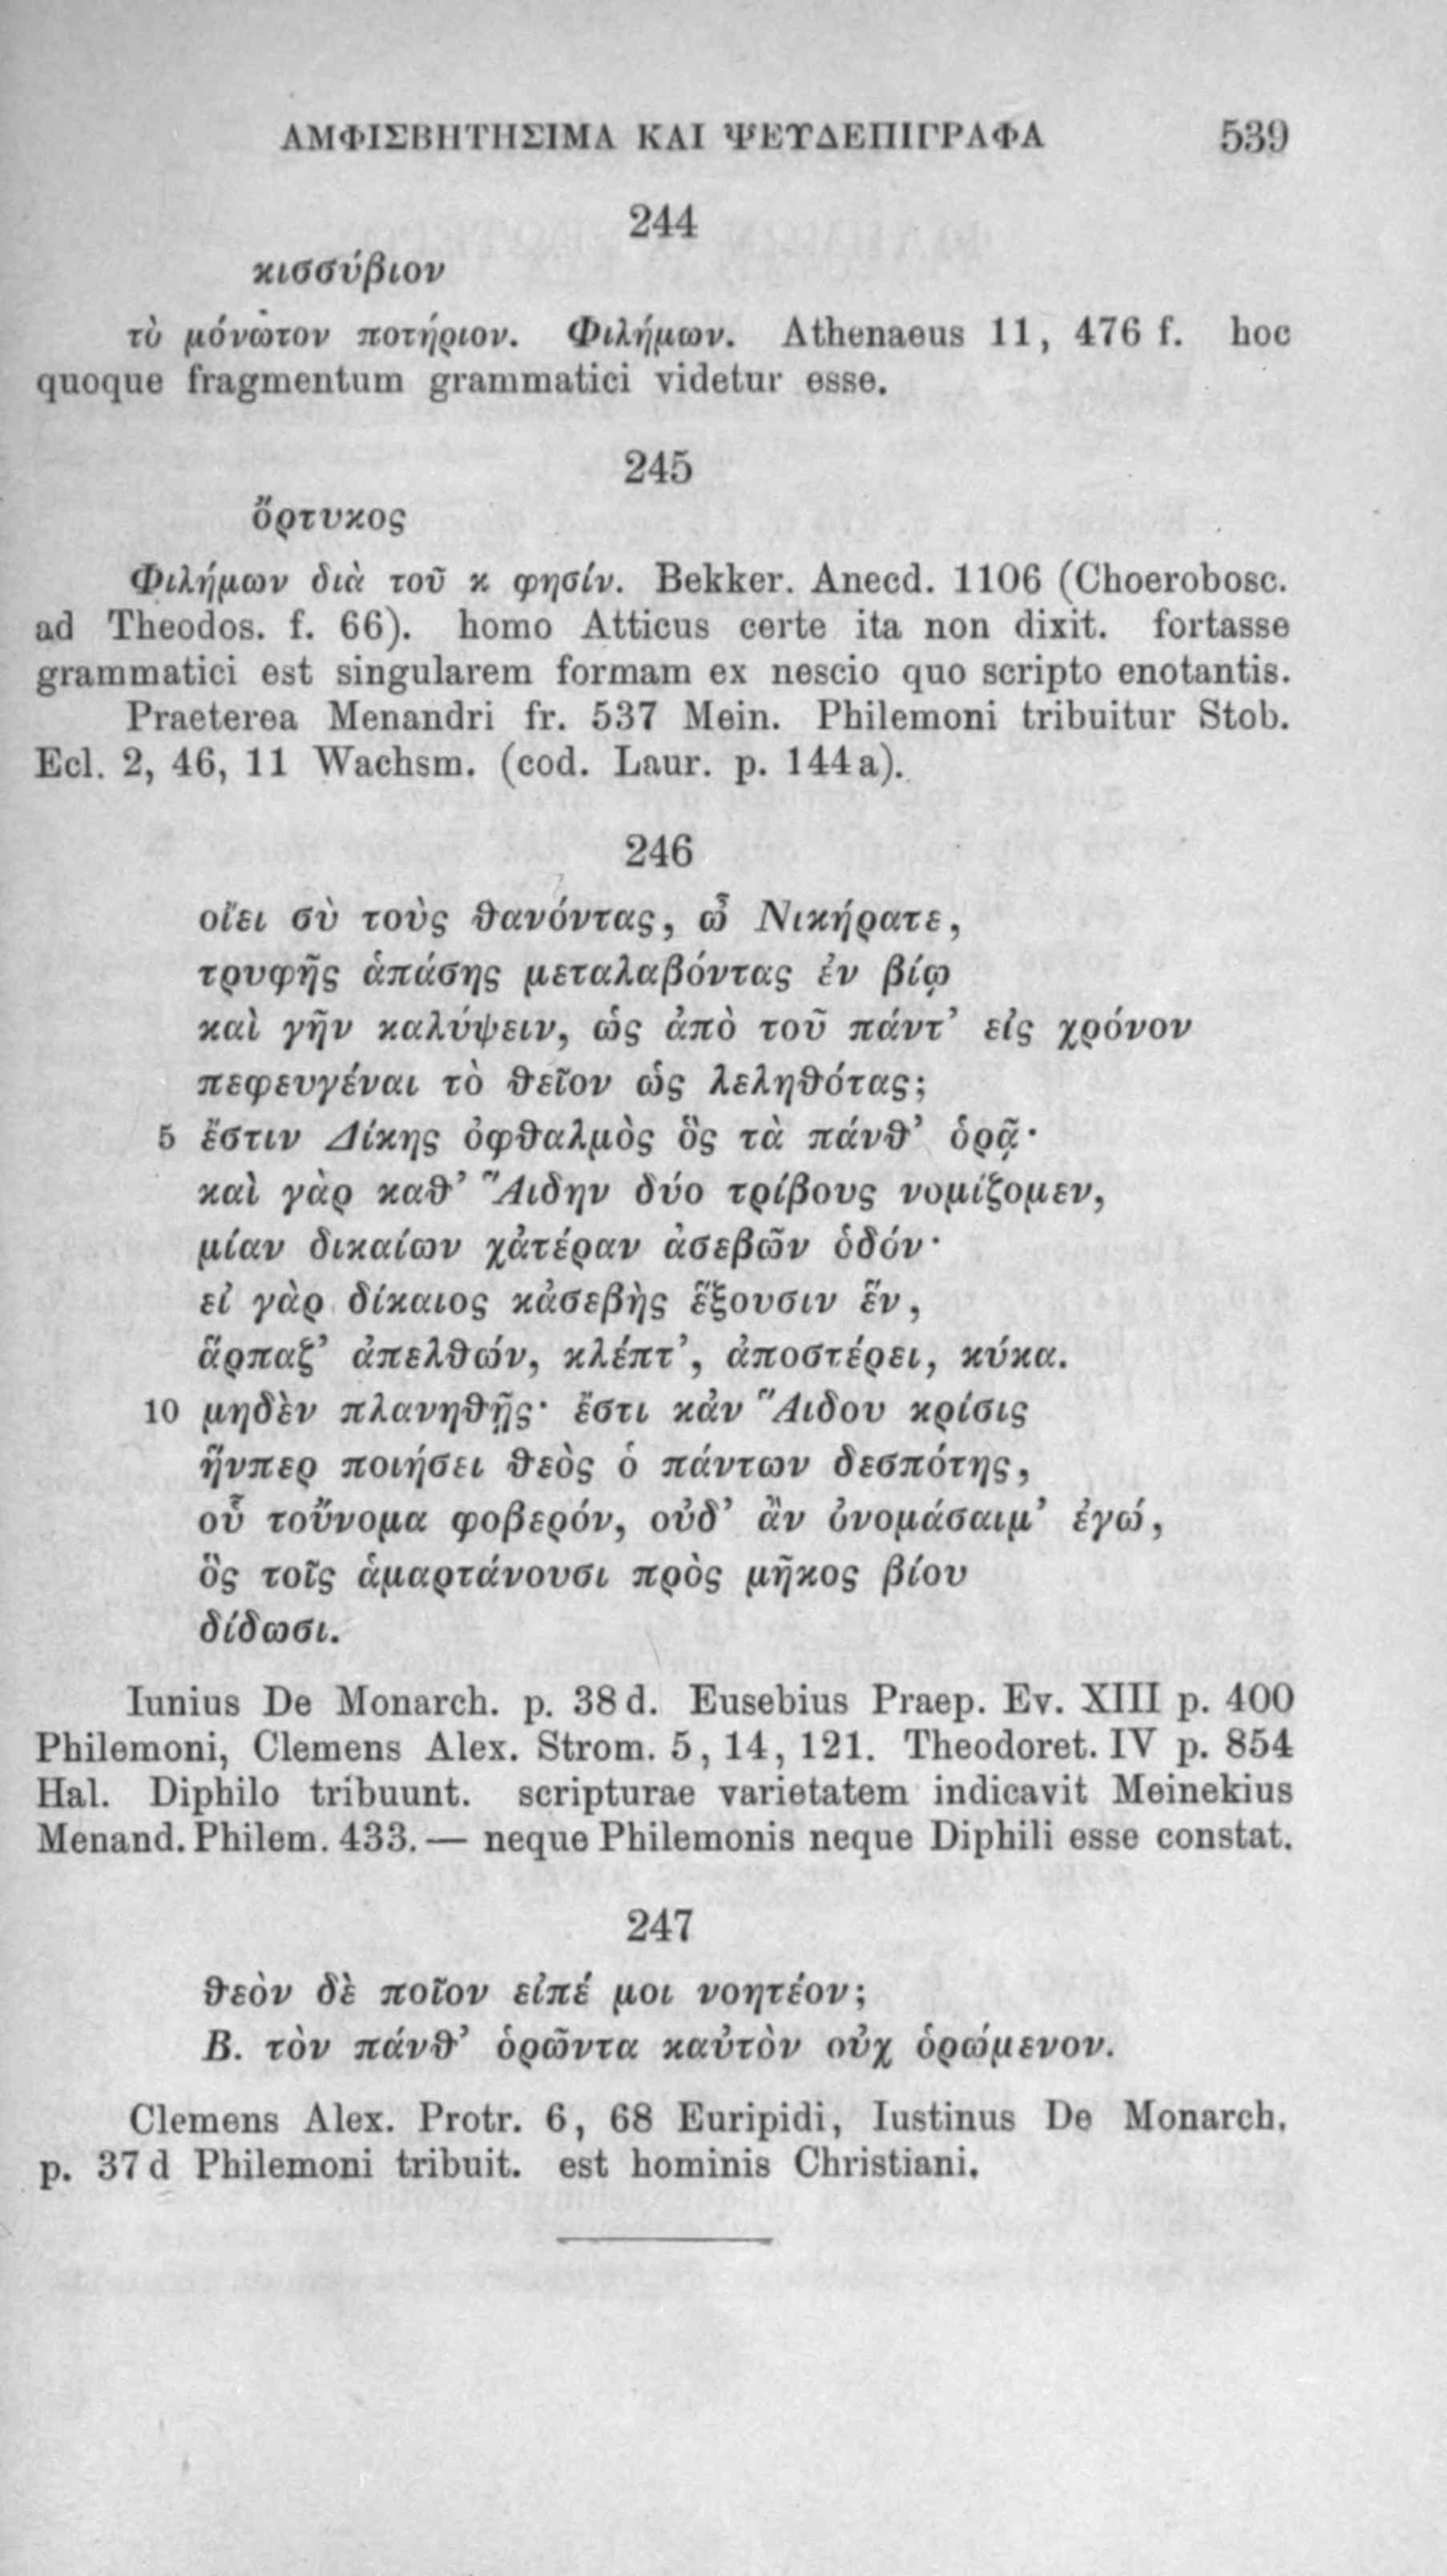 ΑΜΦΙΣΒΗΤΗΣΙΜΑ ΚΑΙ ΨΕΥΔΕΠΙΓΡΑΦΑ 539
244
κισσύβιον
τὸ μόνωτον ποτήριον. Φιλήμων. Athenaeus 11, 476 f. hoc
quoque fragmentum grammatici videtur esse.
245
ὄρτυκος
Φιλήμων διὰ τοῦ κ φησίν. Bekker. Anecd. 1106 (Choerobosc.
ad Theodos. f. 66). homo Atticus certe ita non dixit. fortasse
grammatici est singularem formam ex nescio quo scripto enotantis.
Praeterea Menandri fr. 537 Mein. Philemoni tribuitur Stob.
Ecl. 2, 46, 11 Wachsm. (cod. Laur. p. 144a).
246
οἴει σὺ τοὺς θανόντας, ὦ Νικήρατε,
τρυφῆς ἁπάσης μεταλαβόντας ἐν βίῳ
καὶ γῆν καλύψειν, ὡς ἀπὸ τοῦ πάντ’ εἰς χρόνον
πεφευγέναι τὸ θεῖον ὡς λεληθότας;
5 ἔστιν Δίκης ὀφθαλμὸς ὃς τὰ πάνθ’ ὁρᾷ·
καὶ γὰρ καθ’ Ἅιδην δύο τρίβους νομίζομεν,
μίαν δικαίων χἀτέραν ἀσεβῶν ὁδόν·
εἰ γὰρ δίκαιος κἀσεβὴς ἕξουσιν ἕν,
ἅρπαζ’ ἀπελθών, κλέπτ’, ἀποστέρει, κύκα.
10 μηδὲν πλανηθῇς· ἔστι κἀν Ἅιδου κρίσις
ἥνπερ ποιήσει θεὸς ὁ πάντων δεσπότης,
οὗ τοὔνομα φοβερόν, οὐδ’ ἂν ὀνομάσαιμ’ ἐγώ,
ὃς τοῖς ἁμαρτάνουσι πρὸς μῆκος βίου
δίδωσι.
Iunius De Monarch. p. 38 d. Eusebius Praep. Ev. XIII p. 400
Philemoni, Clemens Alex. Strom. 5, 14, 121. Theodoret. IV p. 854
Hal. Diphilo tribuunt. scripturae varietatem indicavit Meinekius
Menand. Philem. 433. — neque Philemonis neque Diphili esse constat.
247
θεὸν δὲ ποῖον εἰπέ μοι νοητέον;
B. τὸν πάνθ’ ὁρῶντα καὐτὸν οὐχ ὁρώμενον.
Clemens Alex. Protr. 6, 68 Euripidi, Iustinus De Monarch.
p. 37 d Philemoni tribuit. est hominis Christiani.